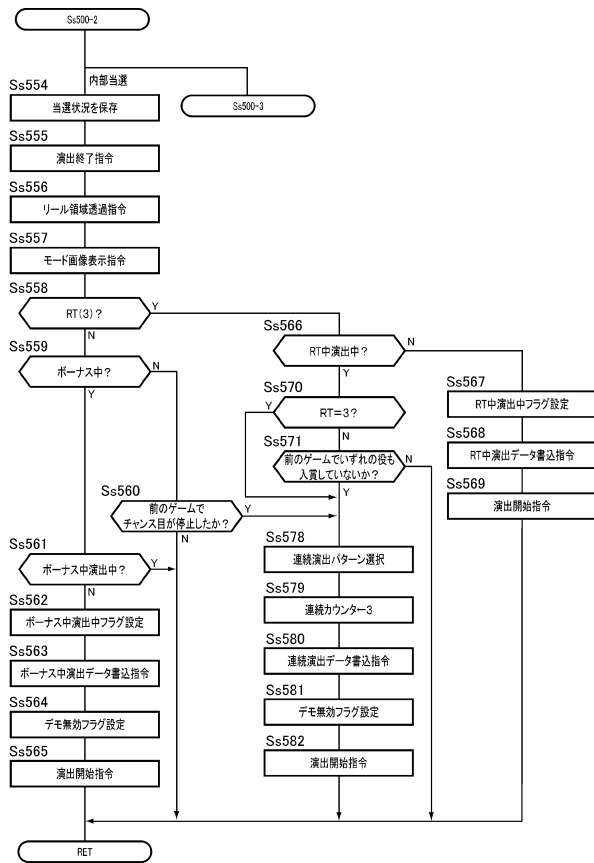 Ss500-2
内部当選
Ss500-3
Ss554
当選状況を保存
Ss555
演出終了指令
Ss556
リール領域透過指令
Ss557
モード画像表示指令
Ss558
RT(3)？
Y
N
Ss559
ボーナス中？
N
Y
Ss566
RT中演出中？
N
Y
Ss567
RT中演出中フラグ設定
Ss568
RT中演出データ書込指令
Ss569
演出開始指令
Ss570
Y
RT=3？
N
Ss571
前のゲームでいずれの役も
入賞していないか？
N
Y
Ss560
前のゲームで
チャンス目が停止したか？
Y
N
Ss561
ボーナス中演出中？
Y
N
Ss562
ボーナス中演出中フラグ設定
Ss563
ボーナス中演出データ書込指令
Ss564
デモ無効フラグ設定
Ss565
演出開始指令
Ss578
連続演出パターン選択
Ss579
連続カウンター3
Ss580
連続演出データ書込指令
Ss581
デモ無効フラグ設定
Ss582
演出開始指令
RET